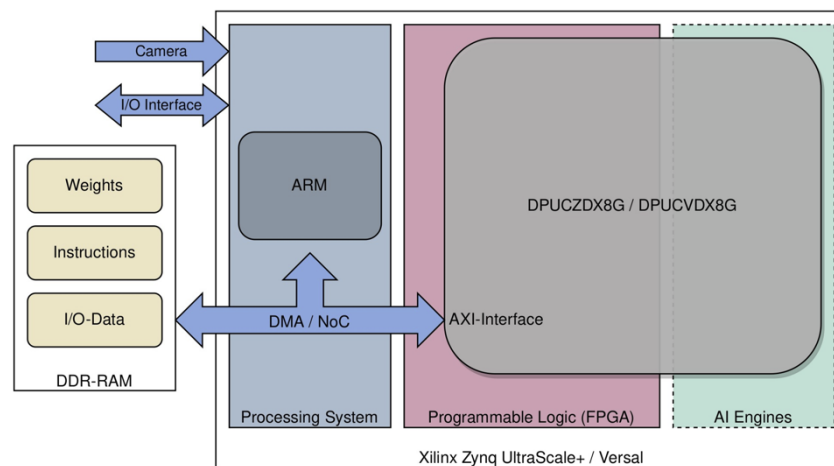 Camera
I/O Interface
Weights
Instructions
I/O-Data
DDR-RAM
ARM
DMA / NoC
Processing System
DPUCZDX8G / DPUCVDX8G
AXI-Interface
Programmable Logic (FPGA)
AI Engines
Xilinx Zynq UltraScale+ / Versal